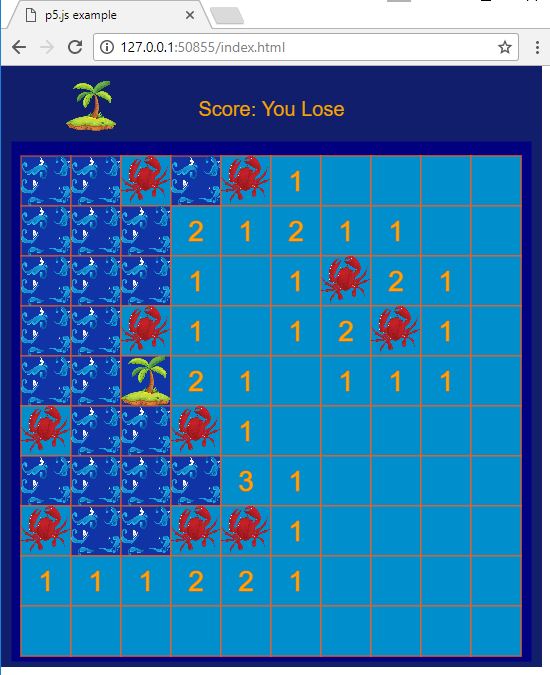 p5.js example
127.0.0.1:50855/index.html
Score: You Lose
1
2 1 2 1 1
1 1 2 1
1 1 2 1
2 1 1 1 1
1
3 1
1
1 1 1 2 2 1